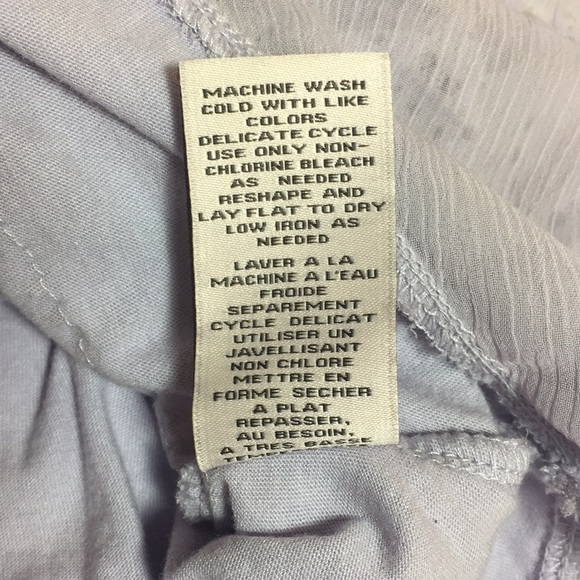 MACHINE WASH
COLD WITH LIKE
COLORS
DELICATE CYCLE
USE ONLY NON-
CHLORINE BLEACH
AS NEEDED
RESHAPE AND
LAY FLAT TO DRY
LOW IRON AS
NEEDED
LAVER A LA
MACHINE A L'EAU
FROIDE
SEPAREMENT
CYCLE DELICAT
UTILISER UN
JAVELLISANT
NON CHLORE
METTRE EN
FORME SECHER
A PLAT
REPASSER,
AU BESOIN,
A TRES BASSE